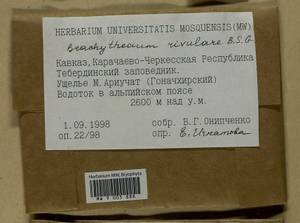 HERBARIUM UNIVERSITATIS MOSQUENSIS (MW)
Brachythecium rivulare B.S.G.
Кавказ, Карачаево-Черкесская Республика
Тебердинский заповедник.
Ущелье М.Ариучат (Гоначхирский)
Водоток в альпийском поясе
2600 м над у.м.
1.09.1998 собр. В.Г.Онипченко
оп.22/98 опр. Е. Игнатова
Herbarium MW, Bryophyta